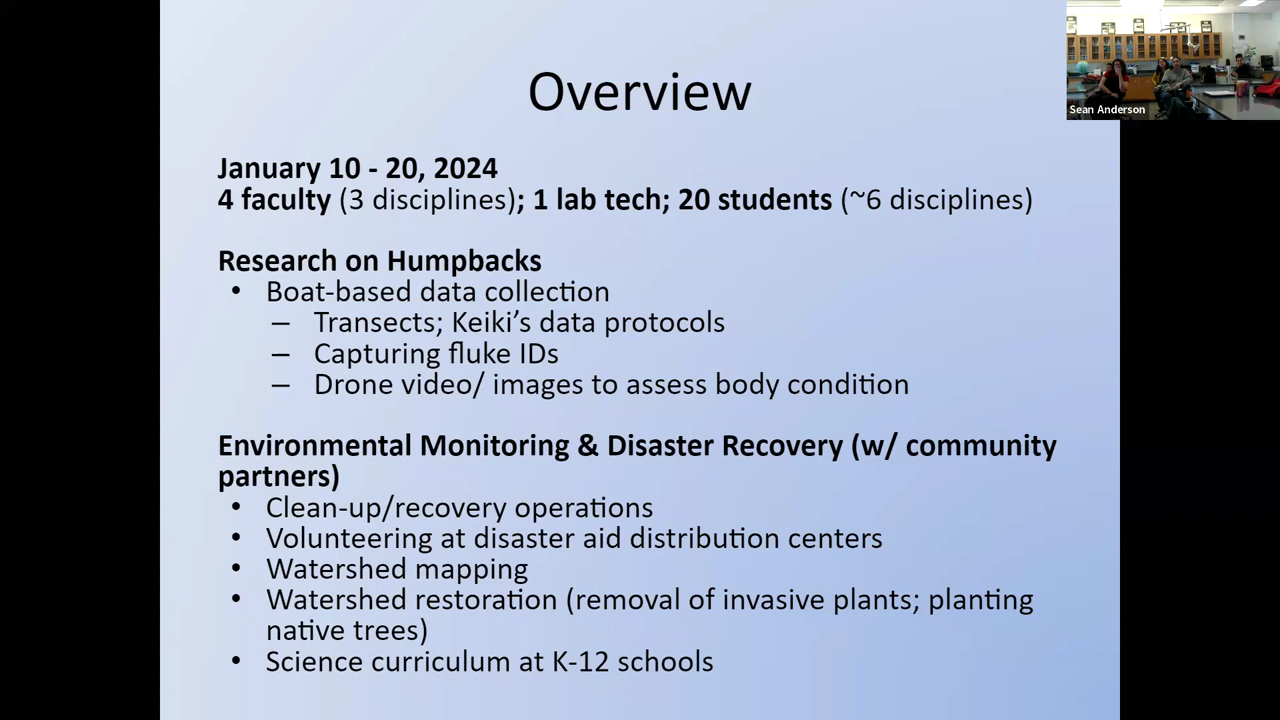 Overview
January 10 - 20, 2024
4 faculty (3 disciplines); 1 lab tech; 20 students (~6 disciplines)
Research on Humpbacks
• Boat-based data collection
– Transects; Keiki’s data protocols
– Capturing fluke IDs
– Drone video/ images to assess body condition
Environmental Monitoring & Disaster Recovery (w/ community
partners)
• Clean-up/recovery operations
• Volunteering at disaster aid distribution centers
• Watershed mapping
• Watershed restoration (removal of invasive plants; planting
native trees)
• Science curriculum at K-12 schools
Sean Anderson